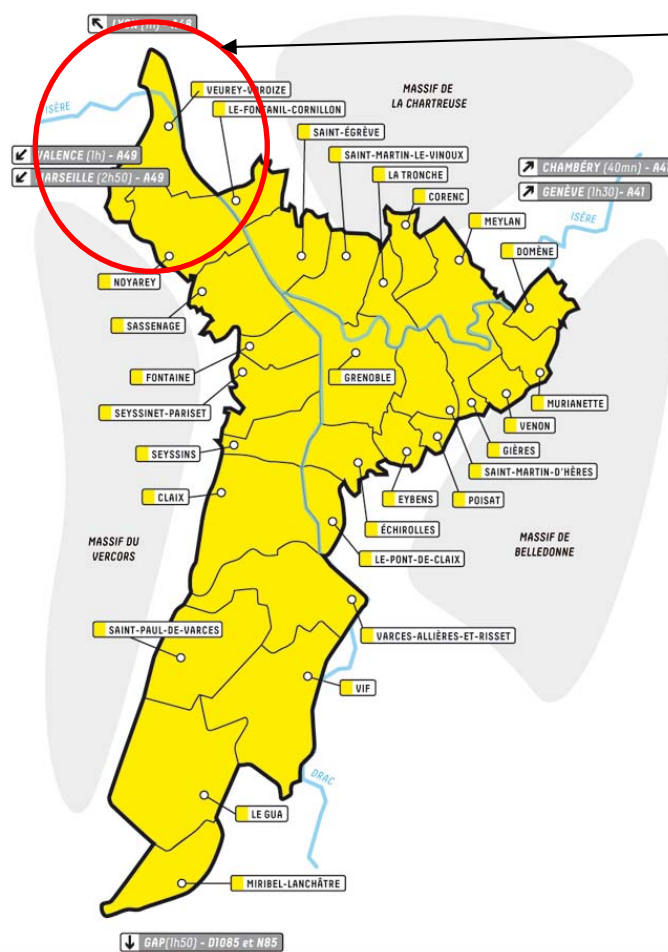 LYON (1h) - A48
VEUREY-VOROIZE
MASSIF DE
LA CHARTREUSE
ISÈRE
LE-FONTANIL-CORNILLON
SAINT-ÉGRÈVE
VALENCE (1h) - A49
MARSEILLE (2h50) - A49
SAINT-MARTIN-LE-VINOUX
CHAMBÉRY (40mn) - A41
LA TRONCHE
GENÈVE (1h30) - A41
CORENC
ISÈRE
MEYLAN
DOMÈNE
NOYAREY
SASSENAGE
FONTAINE
GRENOBLE
MURIANETTE
SEYSSINET-PARISET
VENON
GIÈRES
SEYSSINS
SAINT-MARTIN-D'HÈRES
CLAIX
EYBENS
POISAT
ÉCHIROLLES
MASSIF DU
VERCORS
MASSIF DE
BELLEDONNE
LE-PONT-DE-CLAIX
SAINT-PAUL-DE-VARCES
VARCES-ALLIÈRES-ET-RISSET
VIF
DRAC
LE GUA
MIRIBEL-LANCHÂTRE
GAP(1h50) - D1085 et N85